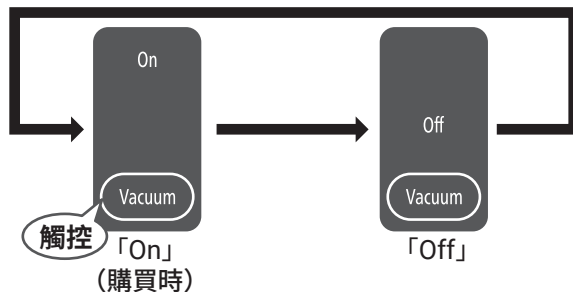 On
Off
Vacuum
Vacuum
觸控
「On」
（購買時）
「Off」